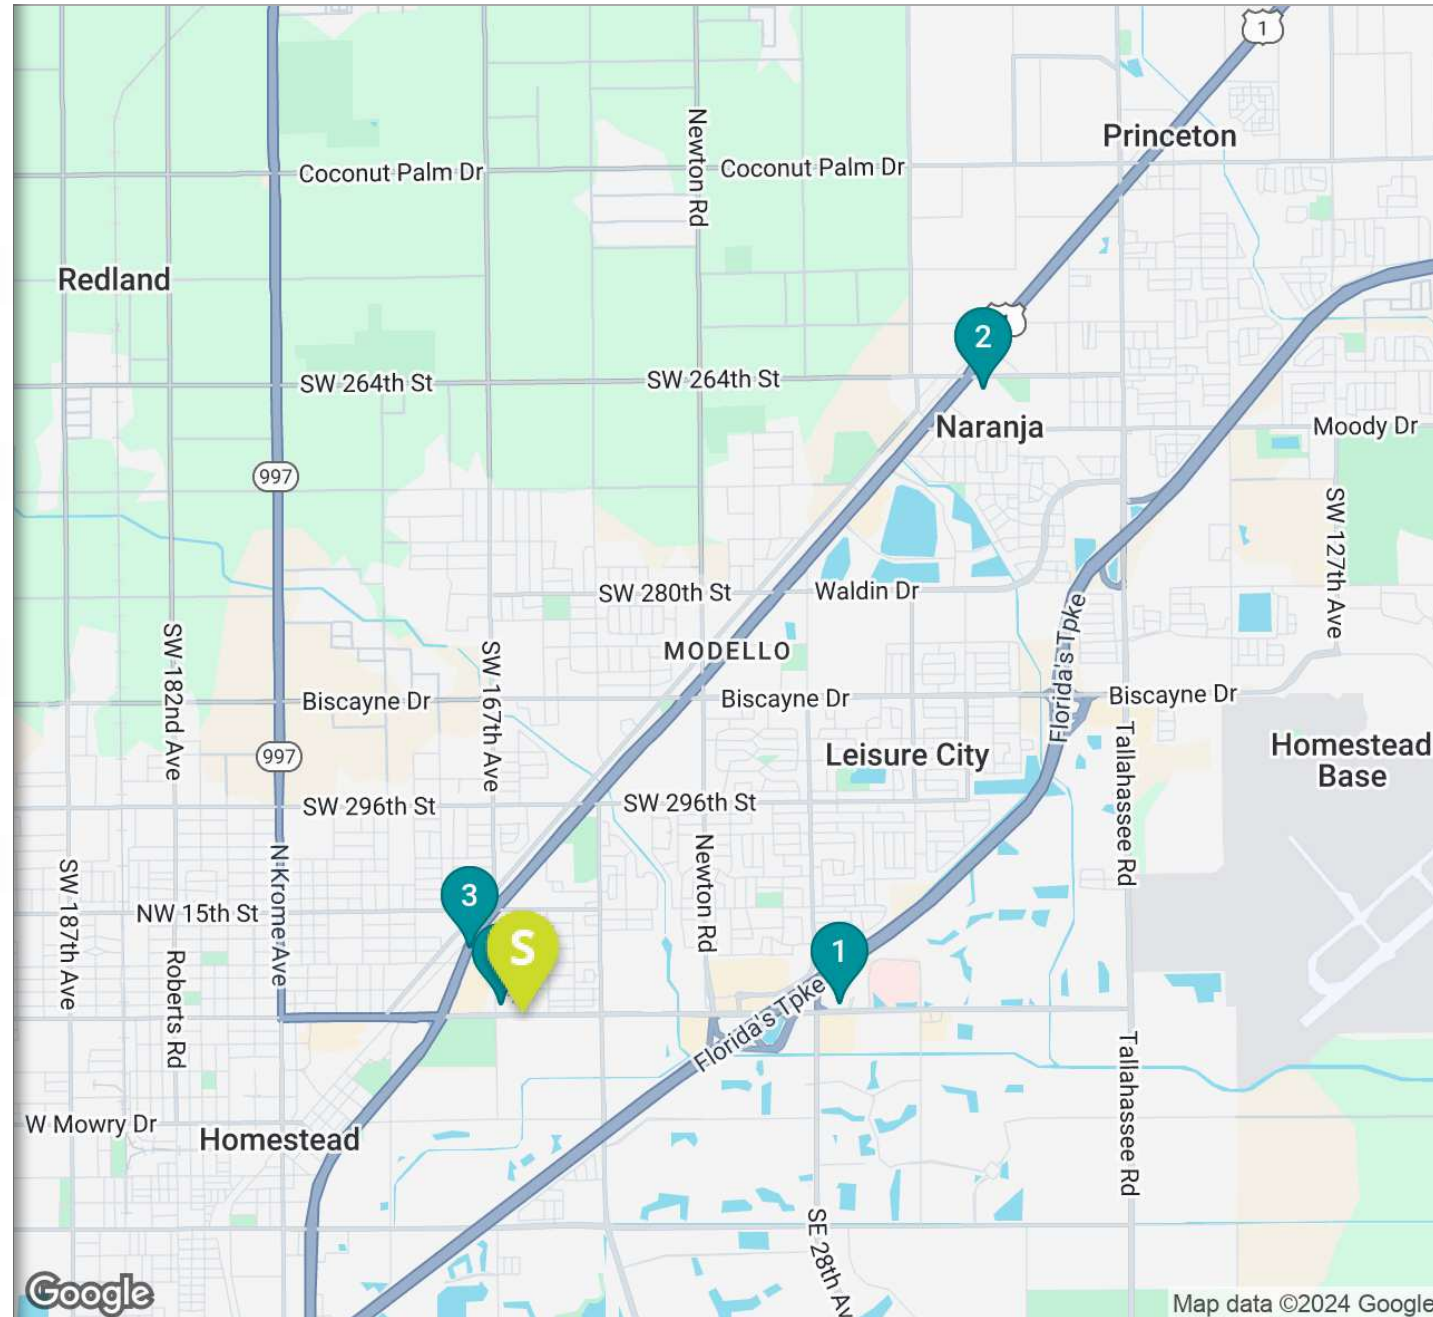 1
Princeton
Coconut Palm Dr
Newton Rd
Coconut Palm Dr
Redland
2
SW 264th St
SW 264th St
Naranja
Moody Dr
997
SW 127th Ave
SW 280th St
Waldin Dr
SW 182nd Ave
SW 167th Ave
MODELLO
Florida's Tpke
Biscayne Dr
Biscayne Dr
Biscayne Dr
997
Leisure City
Tallahassee Rd
Homestead
Base
SW 296th St
SW 296th St
SW 187th Ave
N Krome Ave
Newton Rd
3
NW 15th St
S
1
Roberts Rd
Florida's Tpke
Tallahassee Rd
W Mowry Dr
Homestead
SE 28th Av
Google
Map data ©2024 Google